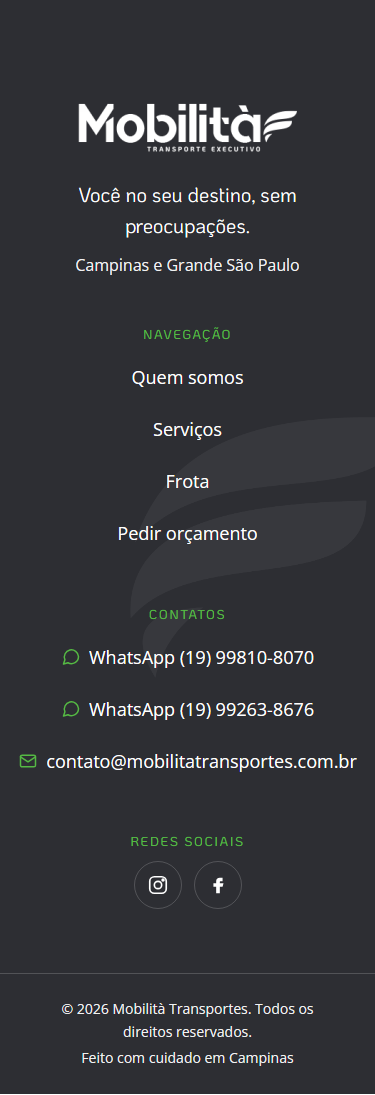 Mobilità
TRANSPORTE EXECUTIVO
Você no seu destino, sem
preocupações.
Campinas e Grande São Paulo
NAVEGAÇÃO
Quem somos
Serviços
Frota
Pedir orçamento
CONTATOS
WhatsApp (19) 99810-8070
WhatsApp (19) 99263-8676
contato@mobilitatransportes.com.br
REDES SOCIAIS
© 2026 Mobilità Transportes. Todos os
direitos reservados.
Feito com cuidado em Campinas